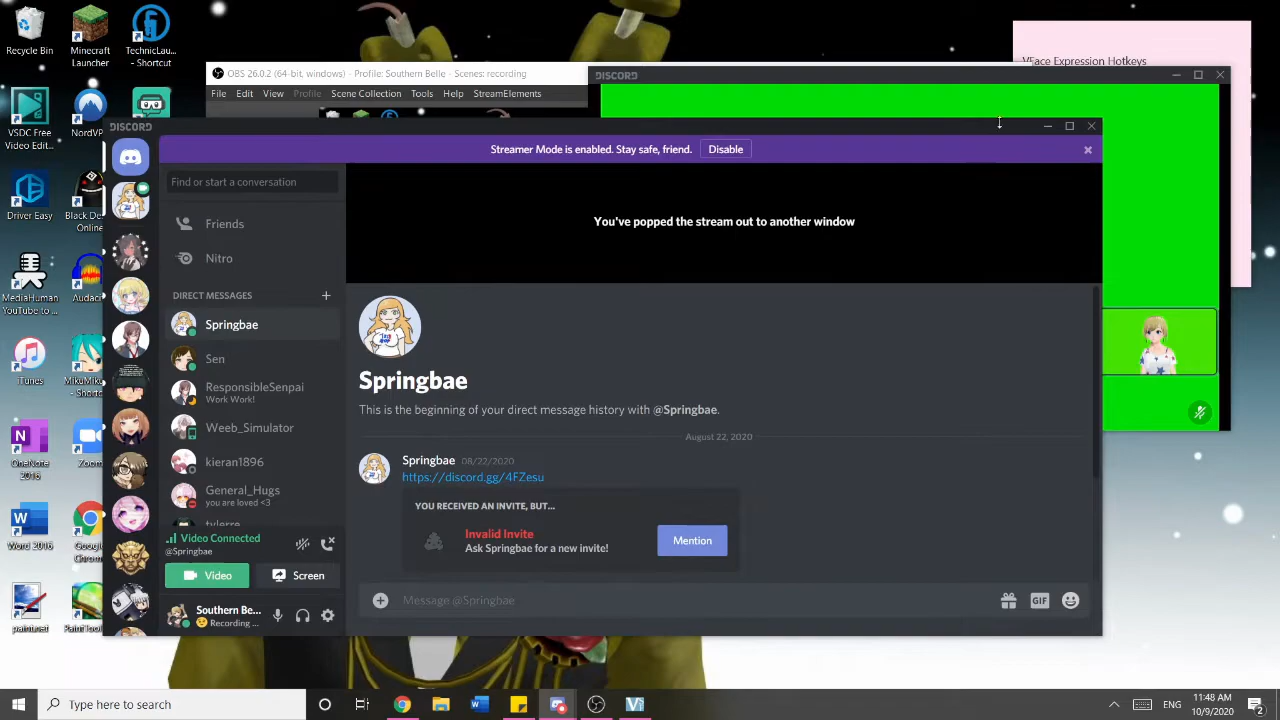 Recycle Bin
Minecraft
Launcher
TechnicLau...
- Shortcut
VSDC Free
Video Edit...
NordVP
Driver Easy
Black De
Online
MediaHuman
YouTube to ...
Audac
iTunes
MikuMik
- Shortc
OneNote
2016
Zoom
Word 2016
Google
Chrom
paint.net
PaintTool
OBS 26.0.2 (64-bit, windows) - Profile: Southern Belle - Scenes: recording
File Edit View Profile Scene Collection Tools Help StreamElements
VFace Expression Hotkeys
DISCORD
DISCORD
Streamer Mode is enabled. Stay safe, friend.
Disable
Find or start a conversation
Friends
Nitro
DIRECT MESSAGES
Springbae
Sen
ResponsibleSenpai
Work Work!
Weeb_Simulator
kieran1896
General_Hugs
you are loved <3
tylerre
Video Connected
@Springbae
Video
Screen
Southern Be...
Recording ...
You've popped the stream out to another window
Springbae
This is the beginning of your direct message history with @Springbae.
August 22, 2020
Springbae 08/22/2020
https://discord.gg/4FZesu
YOU RECEIVED AN INVITE, BUT...
Invalid Invite
Ask Springbae for a new invite!
Mention
Message @Springbae
GIF
Type here to search
ENG
11:48 AM
10/9/2020
2